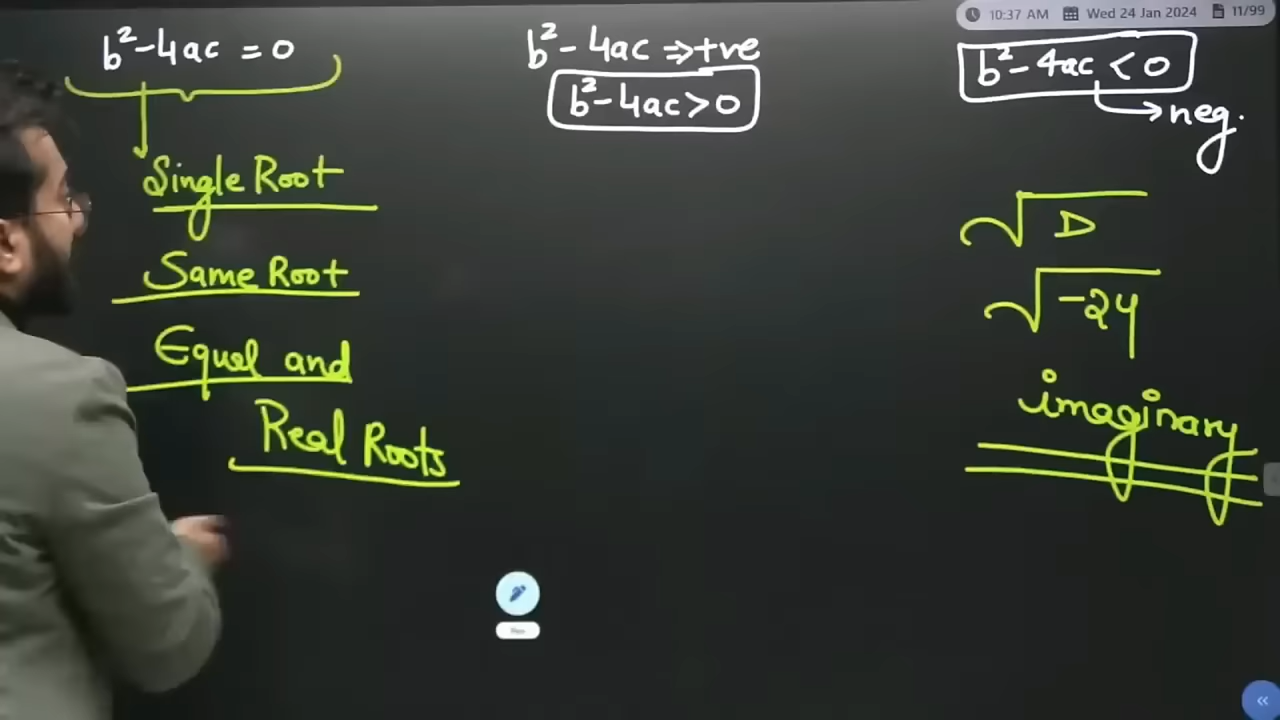 10:37 AM Wed 24 Jan 2024 11/99
b²-4ac = 0
Single Root
Same Root
Equal and
Real Roots
b²-4ac ⇒ +ve
b²-4ac > 0
b²-4ac < 0
→ neg.
√D
√-24
imaginary
Pen
«